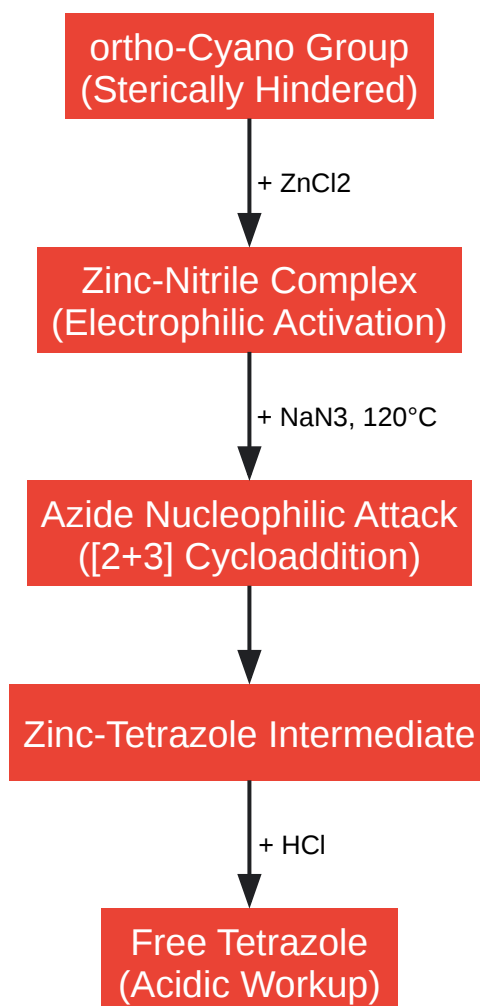 ortho-Cyano Group
(Sterically Hindered)
+ ZnCl2
Zinc-Nitrile Complex
(Electrophilic Activation)
+ NaN3, 120°C
Azide Nucleophilic Attack
([2+3] Cycloaddition)
Zinc-Tetrazole Intermediate
+ HCl
Free Tetrazole
(Acidic Workup)